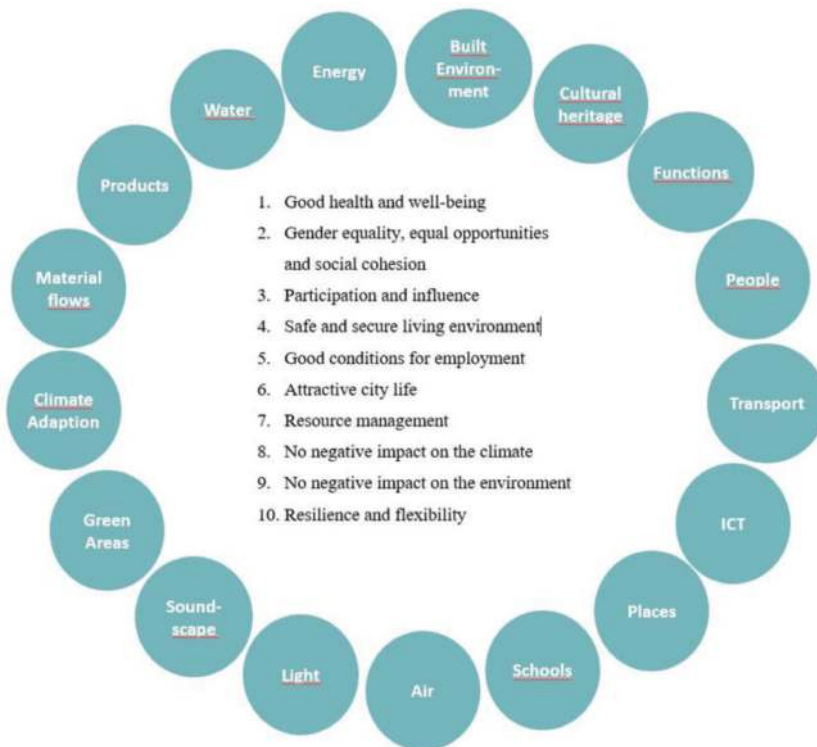 Built
Environ-
ment
Cultural
heritage
Functions
People
Transport
ICT
Places
Schools
Air
Light
Sound-
scape
Green
Areas
Climate
Adaption
Material
flows
Products
Water
Energy
1. Good health and well-being
2. Gender equality, equal opportunities
and social cohesion
3. Participation and influence
4. Safe and secure living environment
5. Good conditions for employment
6. Attractive city life
7. Resource management
8. No negative impact on the climate
9. No negative impact on the environment
10. Resilience and flexibility